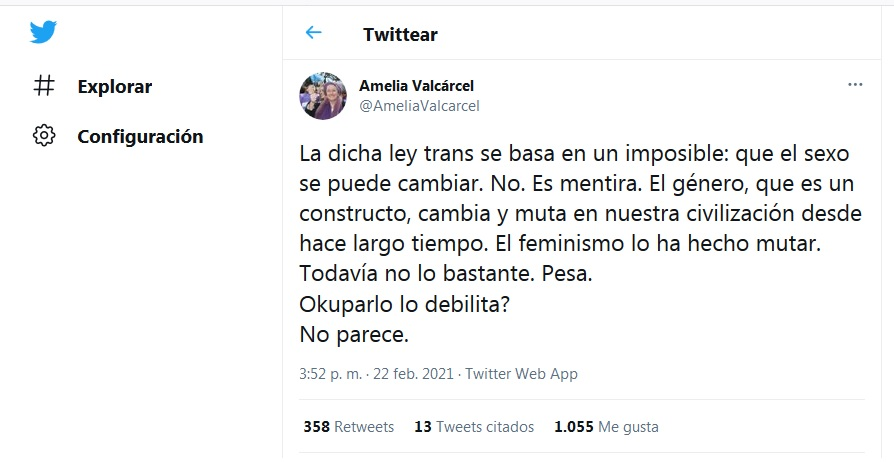 Twittear
Explorar
Configuración
Amelia Valcárcel
@AmeliaValcarcel
La dicha ley trans se basa en un imposible: que el sexo
se puede cambiar. No. Es mentira. El género, que es un
constructo, cambia y muta en nuestra civilización desde
hace largo tiempo. El feminismo lo ha hecho mutar.
Todavía no lo bastante. Pesa.
Okuparlo lo debilita?
No parece.
3:52 p. m. · 22 feb. 2021 · Twitter Web App
358 Retweets 13 Tweets citados 1.055 Me gusta